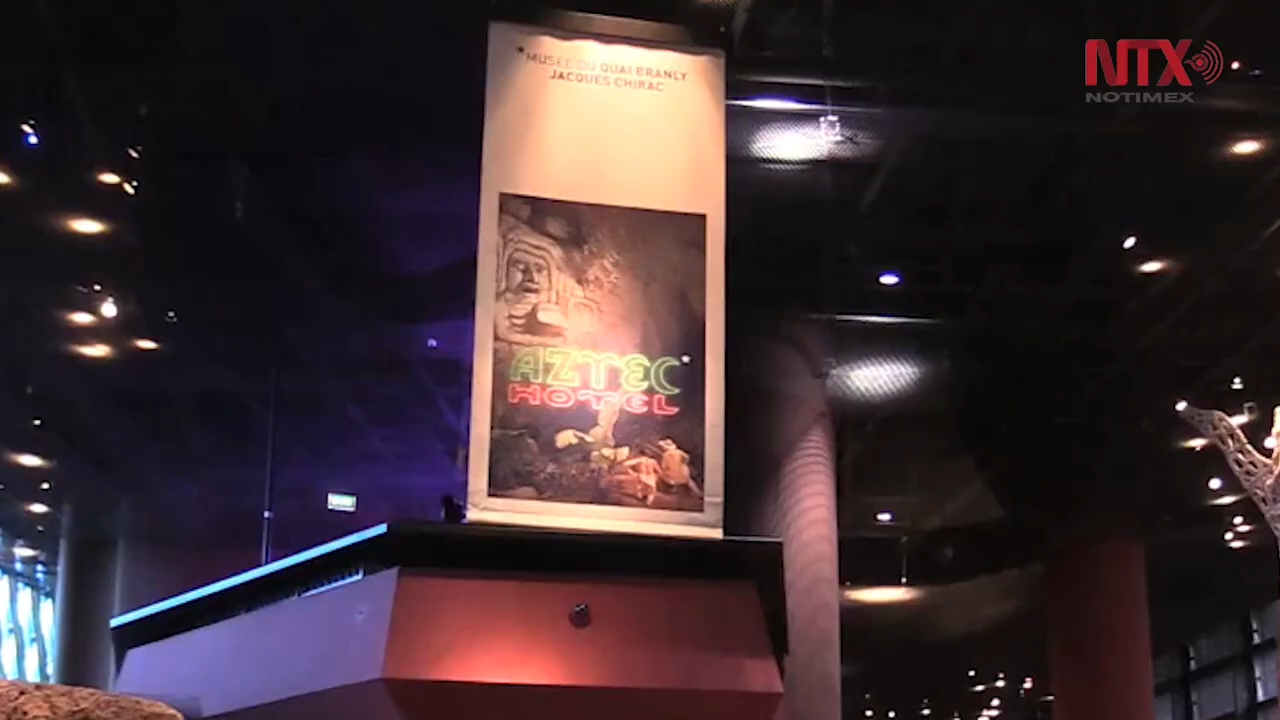 NTX
NOTIMEX
*MUSÉE DU QUAI BRANLY
JACQUES CHIRAC
AZTEC*
HOTEL